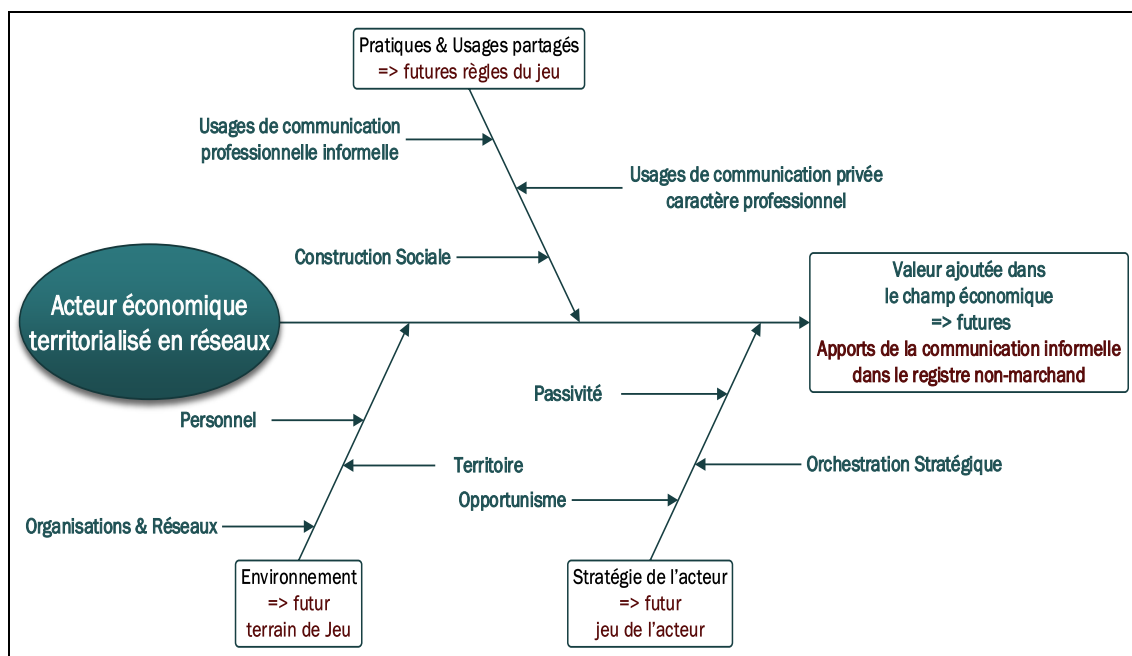 Pratiques & Usages partagés
=> futures règles du jeu
Usages de communication
professionnelle informelle
Usages de communication privée
caractère professionnel
Construction Sociale
Acteur économique
territorialisé en réseaux
Valeur ajoutée dans
le champ économique
=> futures
Apports de la communication informelle
dans le registre non-marchand
Passivité
Personnel
Territoire
Orchestration Stratégique
Opportunisme
Organisations & Réseaux
Environnement
=> futur
terrain de Jeu
Stratégie de l'acteur
=> futur
jeu de l'acteur